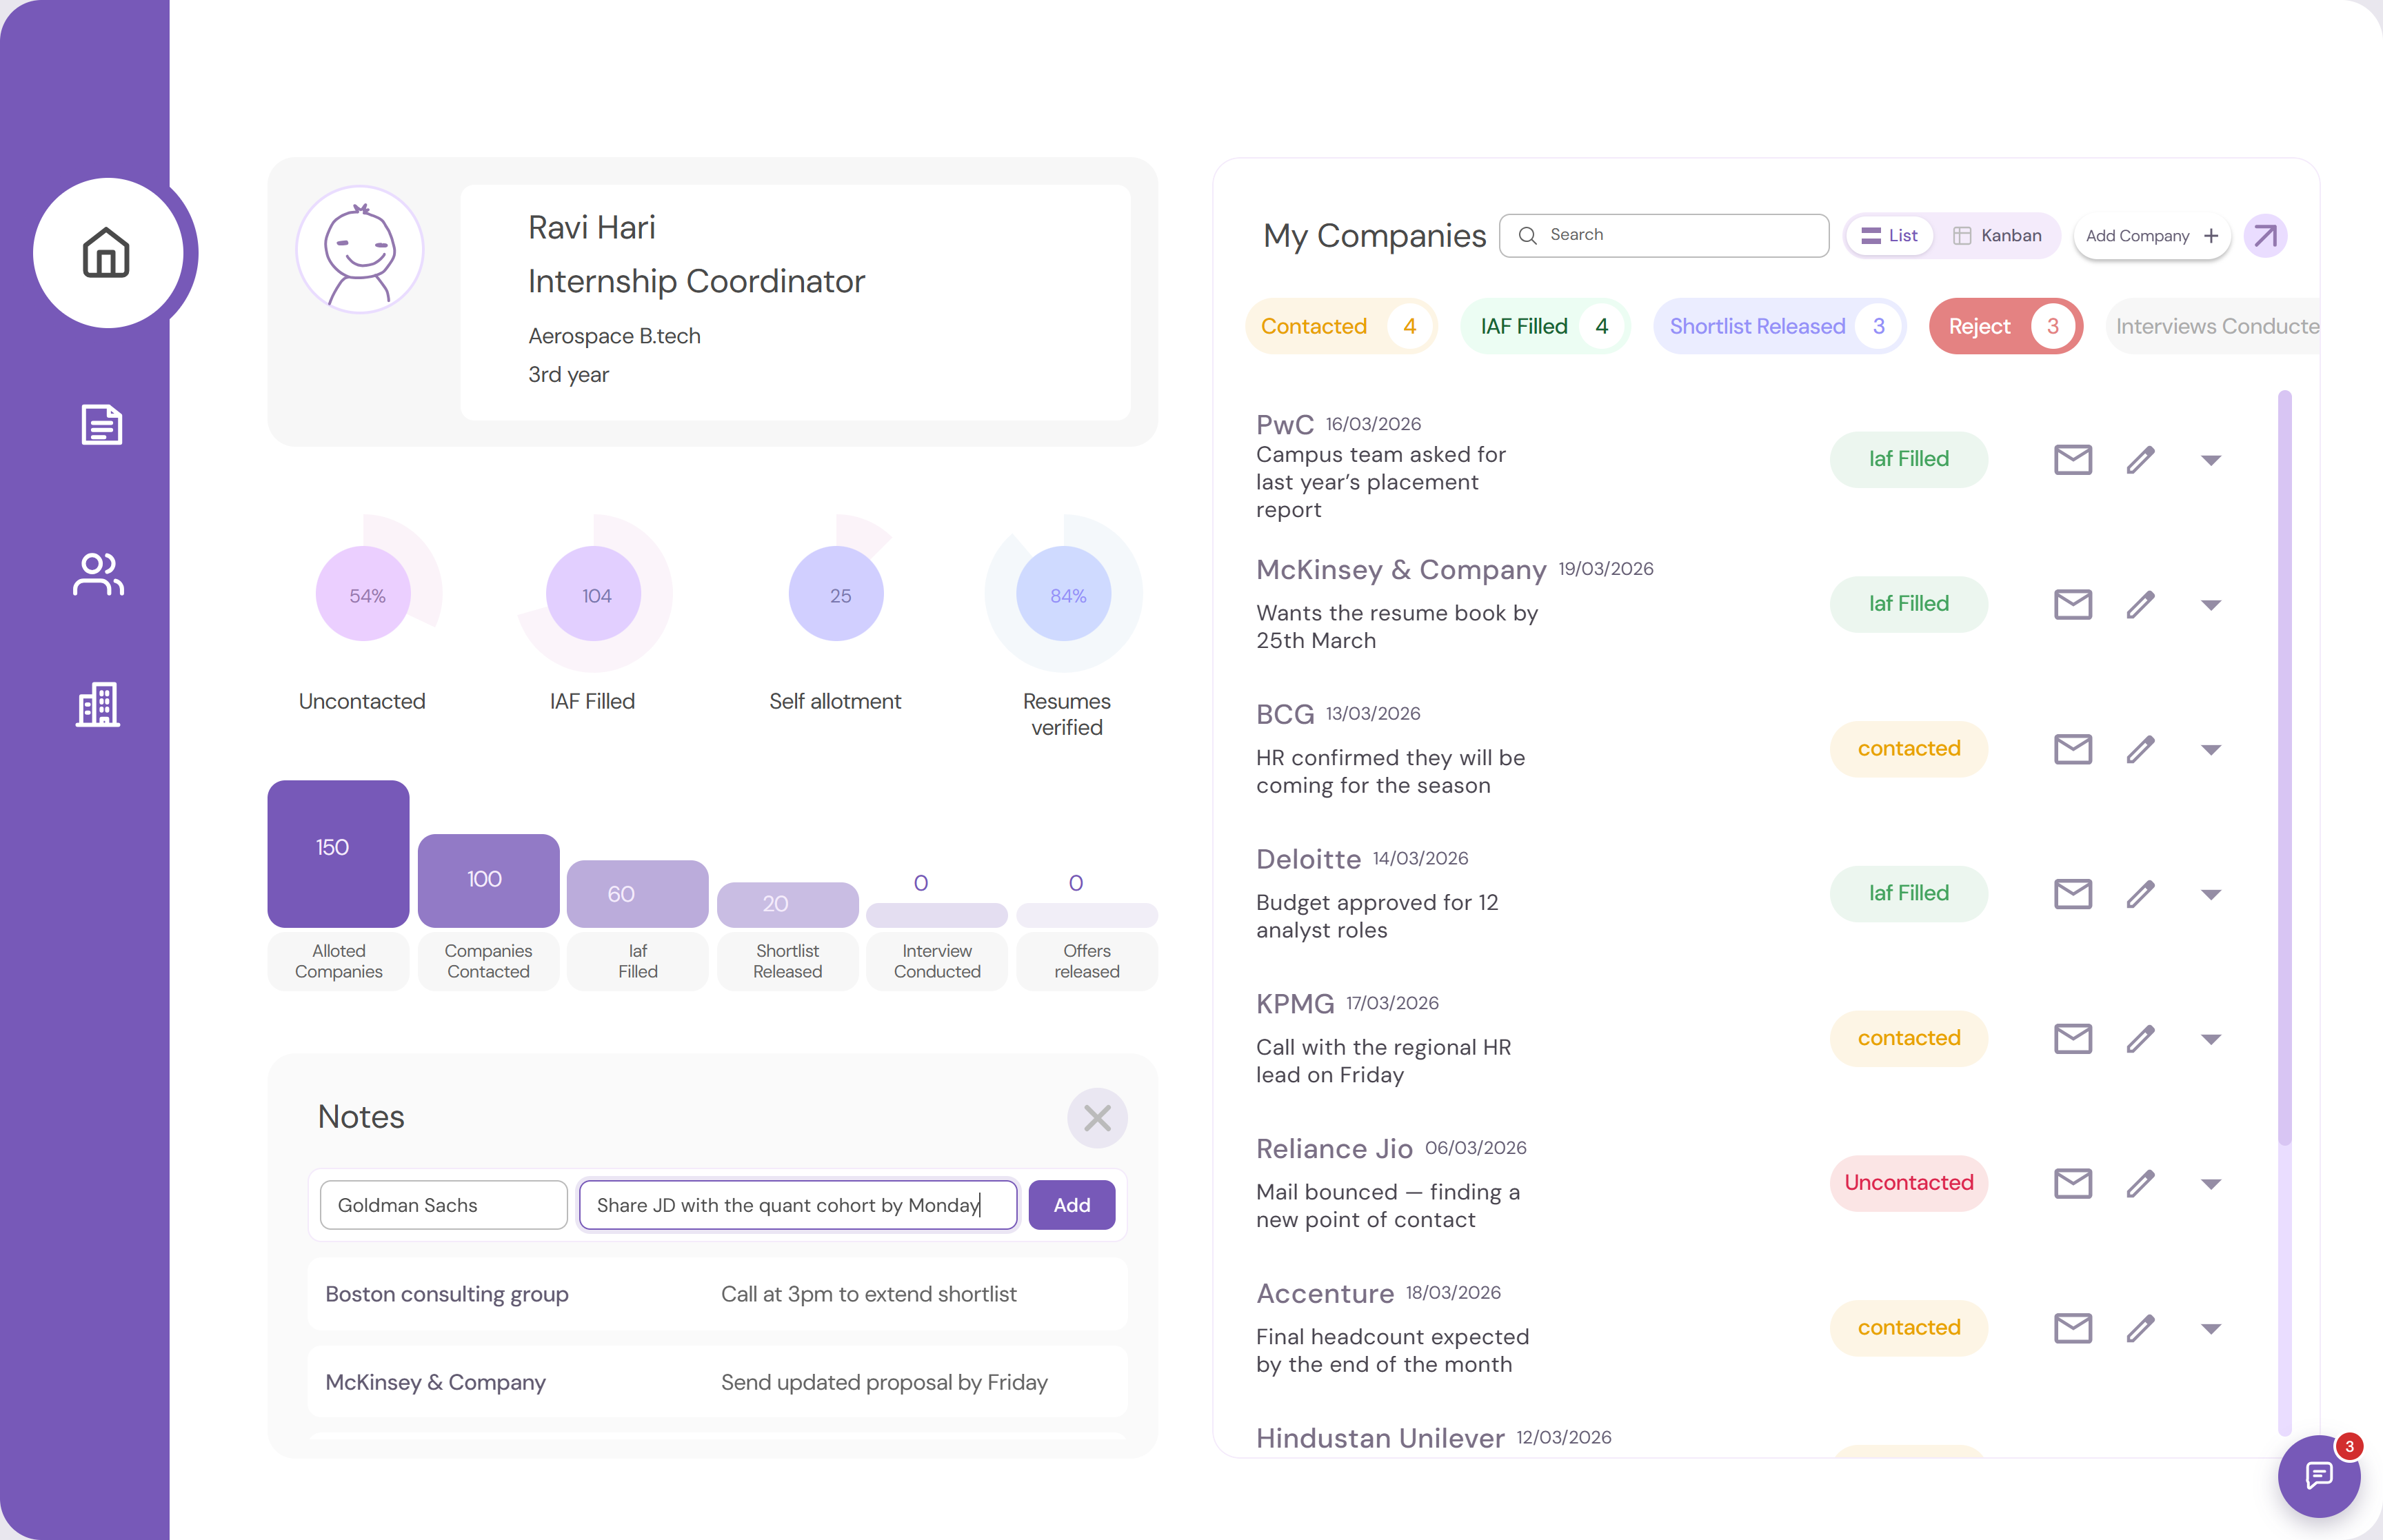 Ravi Hari
Internship Coordinator
Aerospace B.tech
3rd year
54%
104
25
84%
Uncontacted
IAF Filled
Self allotment
Resumes
verified
150
100
60
20
0
0
Alloted
Companies
Companies
Contacted
Iaf
Filled
Shortlist
Released
Interview
Conducted
Offers
released
Notes
Goldman Sachs
Share JD with the quant cohort by Monday
Add
Boston consulting group
Call at 3pm to extend shortlist
McKinsey & Company
Send updated proposal by Friday
My Companies
Search
List
Kanban
Add Company
Contacted 4
IAF Filled 4
Shortlist Released 3
Reject 3
Interviews Conducte
PwC 16/03/2026
Campus team asked for
last year’s placement
report
Iaf Filled
McKinsey & Company 19/03/2026
Wants the resume book by
25th March
Iaf Filled
BCG 13/03/2026
HR confirmed they will be
coming for the season
contacted
Deloitte 14/03/2026
Budget approved for 12
analyst roles
Iaf Filled
KPMG 17/03/2026
Call with the regional HR
lead on Friday
contacted
Reliance Jio 06/03/2026
Mail bounced — finding a
new point of contact
Uncontacted
Accenture 18/03/2026
Final headcount expected
by the end of the month
contacted
Hindustan Unilever 12/03/2026
3